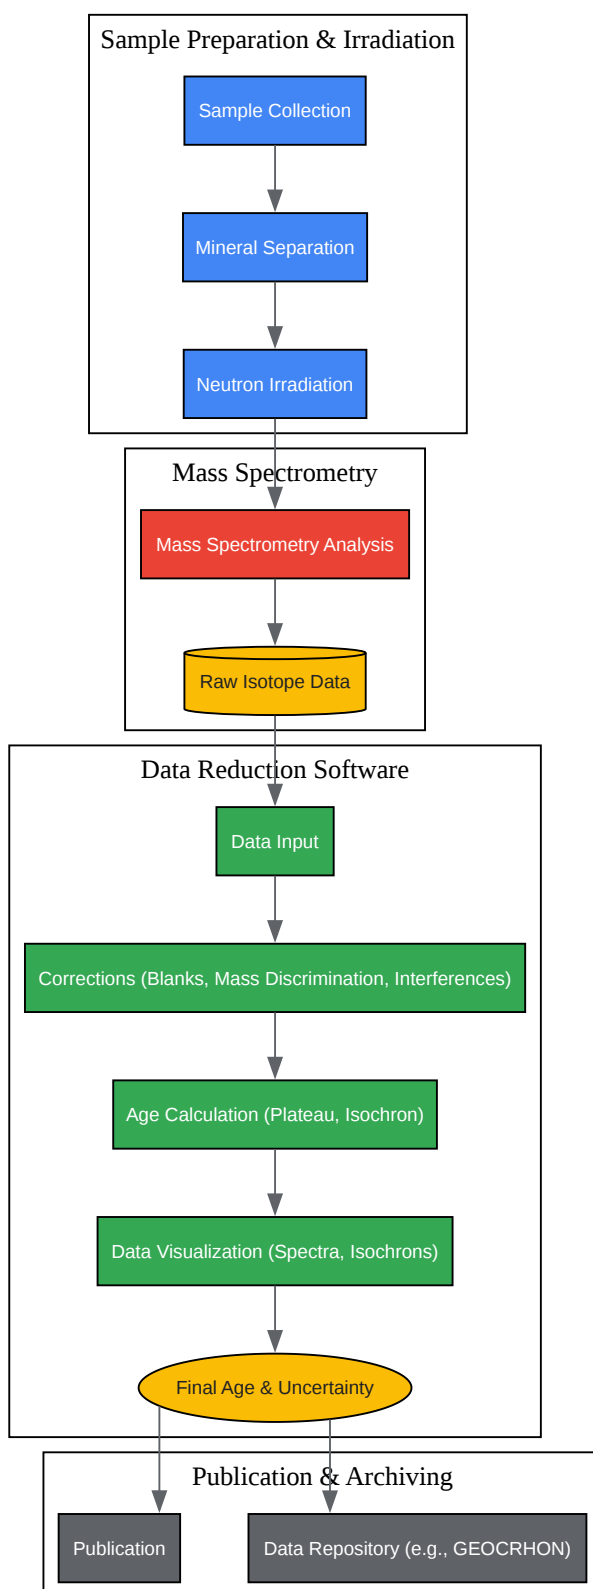 Sample Preparation & Irradiation
Sample Collection
Mineral Separation
Neutron Irradiation
Mass Spectrometry
Mass Spectrometry Analysis
Raw Isotope Data
Data Reduction Software
Data Input
Corrections (Blanks, Mass Discrimination, Interferences)
Age Calculation (Plateau, Isochron)
Data Visualization (Spectra, Isochrons)
Final Age & Uncertainty
Publication & Archiving
Publication
Data Repository (e.g., GEOCRHON)